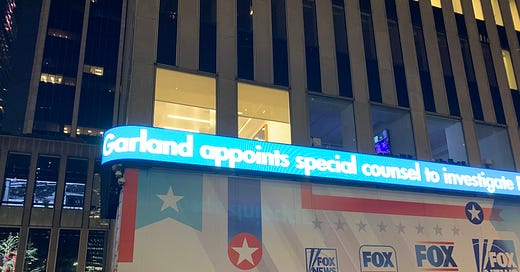 Garland appoints special counsel to investigate
FOX
NEWS
FOX
FOX
FOX